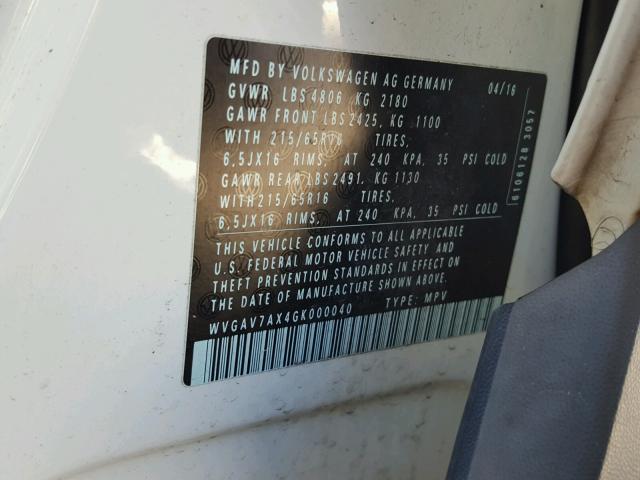 MFD BY VOLKSWAGEN AG GERMANY 04/16
GVWR LBS 4806 KG 2180
GAWR FRONT LBS 2425, KG 1100
WITH 215/65R16 TIRES,
6,5JX16 RIMS, AT 240 KPA, 35 PSI COLD
GAWR REAR LBS 2491, KG 1130
WITH 215/65R16 TIRES,
6,5JX16 RIMS, AT 240 KPA, 35 PSI COLD
THIS VEHICLE CONFORMS TO ALL APPLICABLE
U.S. FEDERAL MOTOR VEHICLE SAFETY AND
THEFT PREVENTION STANDARDS IN EFFECT ON
THE DATE OF MANUFACTURE SHOWN ABOVE.
WVGAV7AX4GK000040 TYPE: MPV
6106128 3057